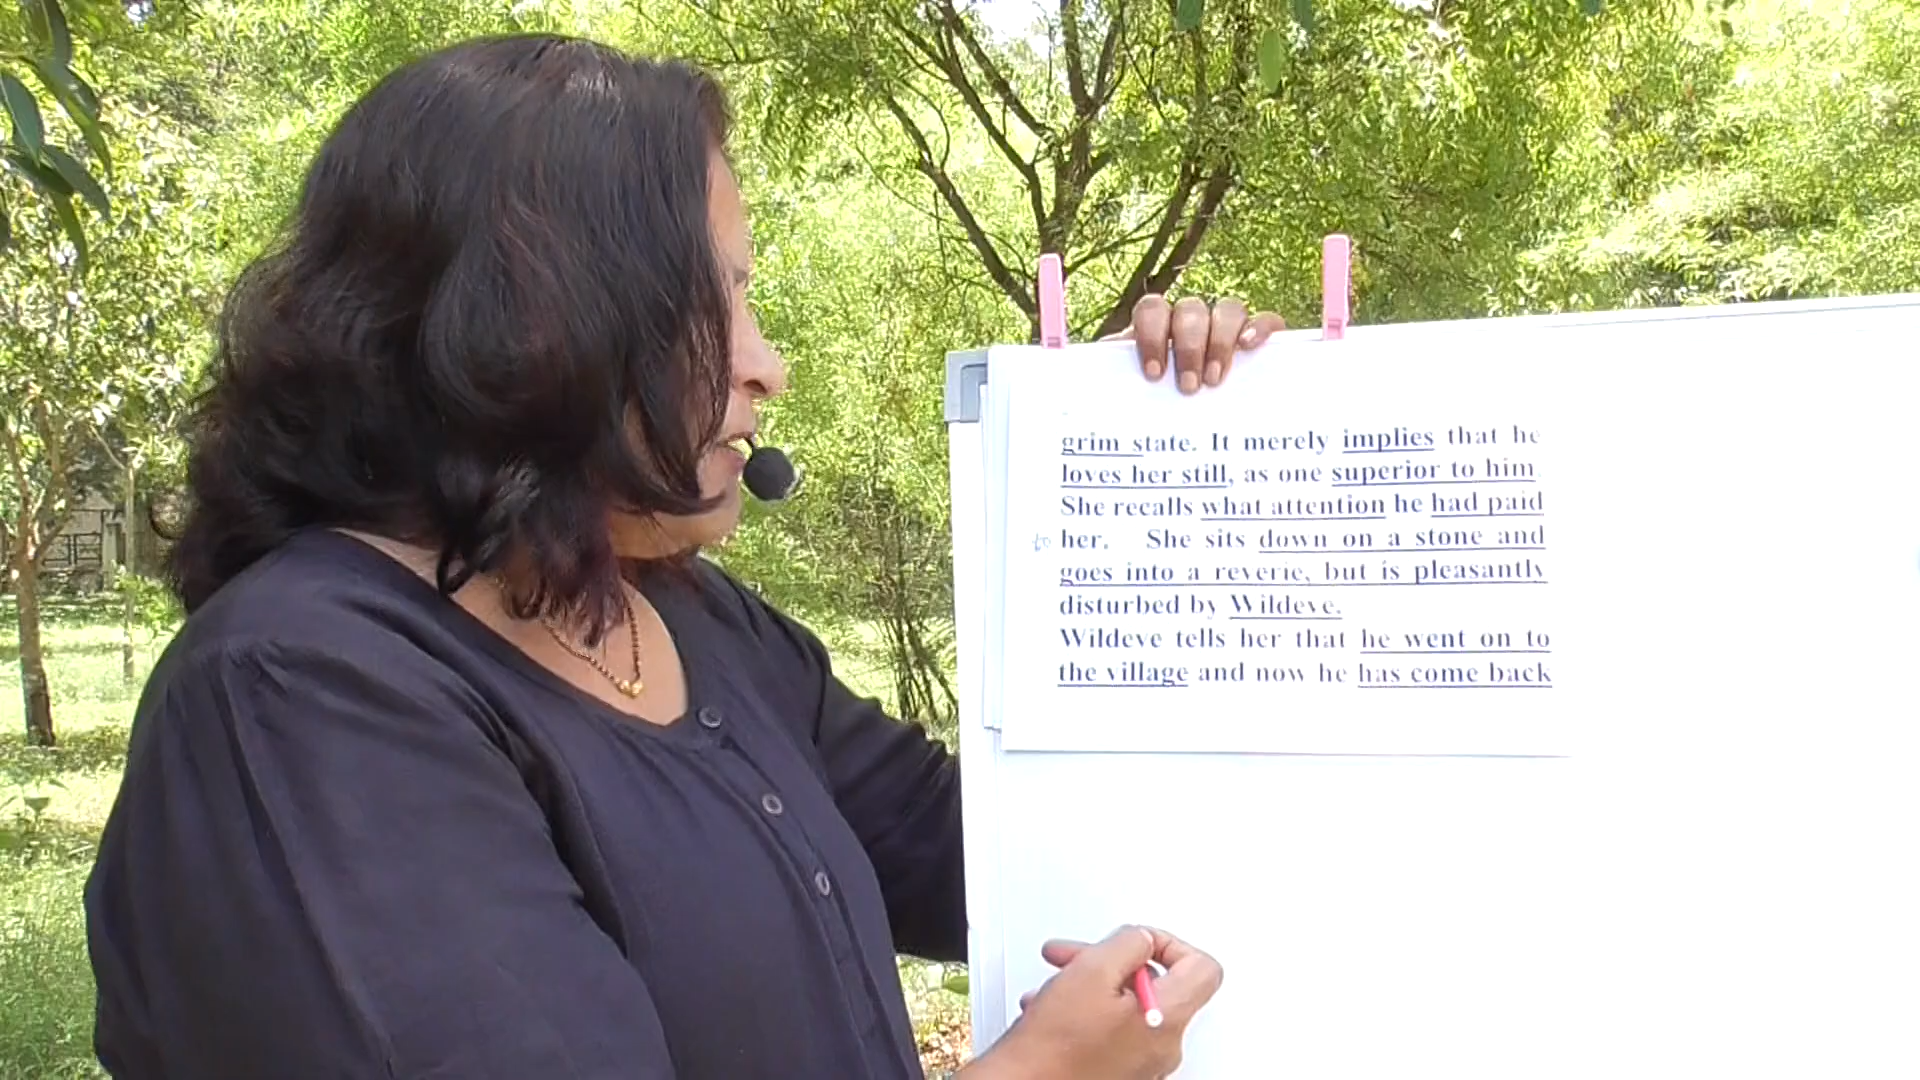 grim state. It merely implies that he
loves her still, as one superior to him.
She recalls what attention he had paid
to her. She sits down on a stone and
goes into a reverie, but is pleasantly
disturbed by Wildeve.
Wildeve tells her that he went on to
the village and now he has come back